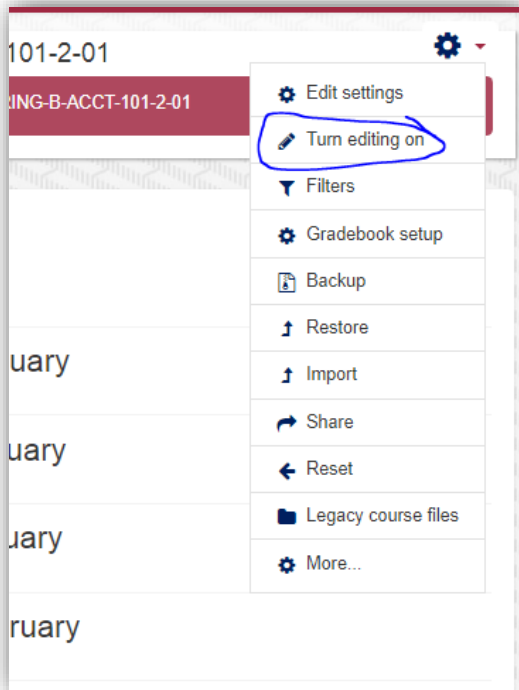 101-2-01
RING-B-ACCT-101-2-01
Edit settings
Turn editing on
Filters
Gradebook setup
Backup
Restore
Import
Share
Reset
Legacy course files
More...
uary
uary
uary
ruary